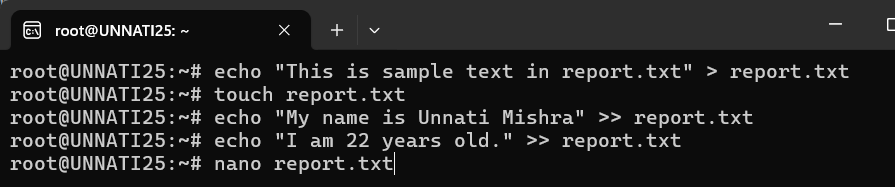 root@UNNATI25: ~
root@UNNATI25:~# echo "This is sample text in report.txt" > report.txt
root@UNNATI25:~# touch report.txt
root@UNNATI25:~# echo "My name is Unnati Mishra" >> report.txt
root@UNNATI25:~# echo "I am 22 years old." >> report.txt
root@UNNATI25:~# nano report.txt